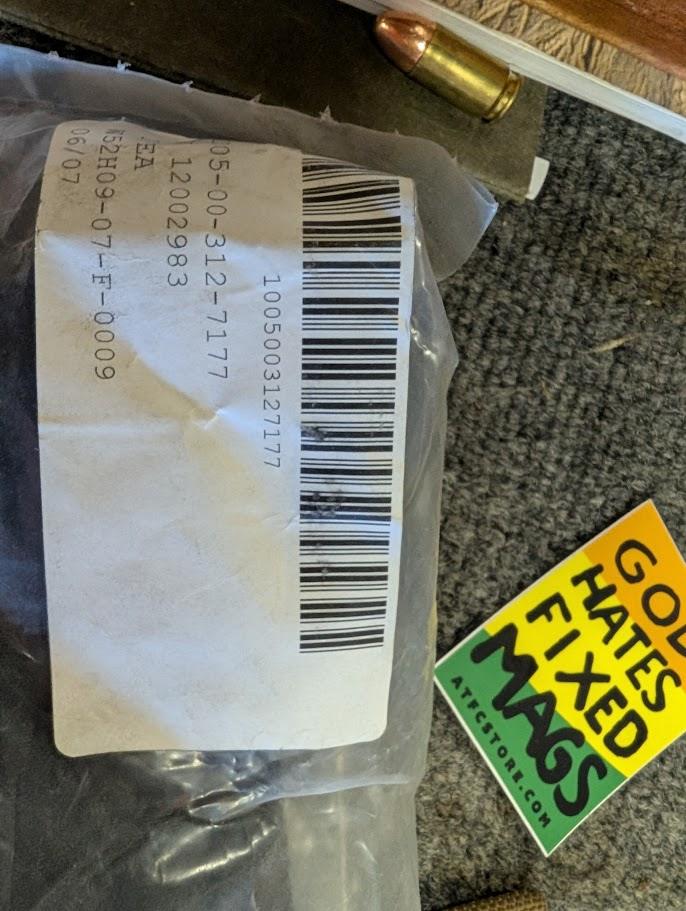 1005003127177
05-00-312-7177
12002983
EA
W52H09-07-F-0009
06/07
GOD
HATES
FIXED
MAGS
ATFCSTORE.COM